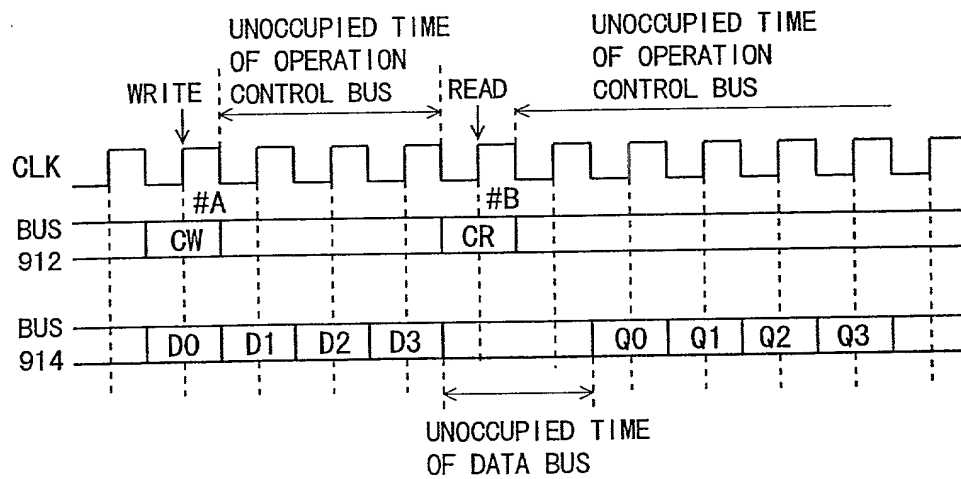 UNOCCUPIED TIME
OF OPERATION
CONTROL BUS
UNOCCUPIED TIME
OF OPERATION
CONTROL BUS
WRITE
READ
CLK
#A
#B
BUS
912
CW
CR
BUS
914
D0 D1 D2 D3 Q0 Q1 Q2 Q3
UNOCCUPIED TIME
OF DATA BUS